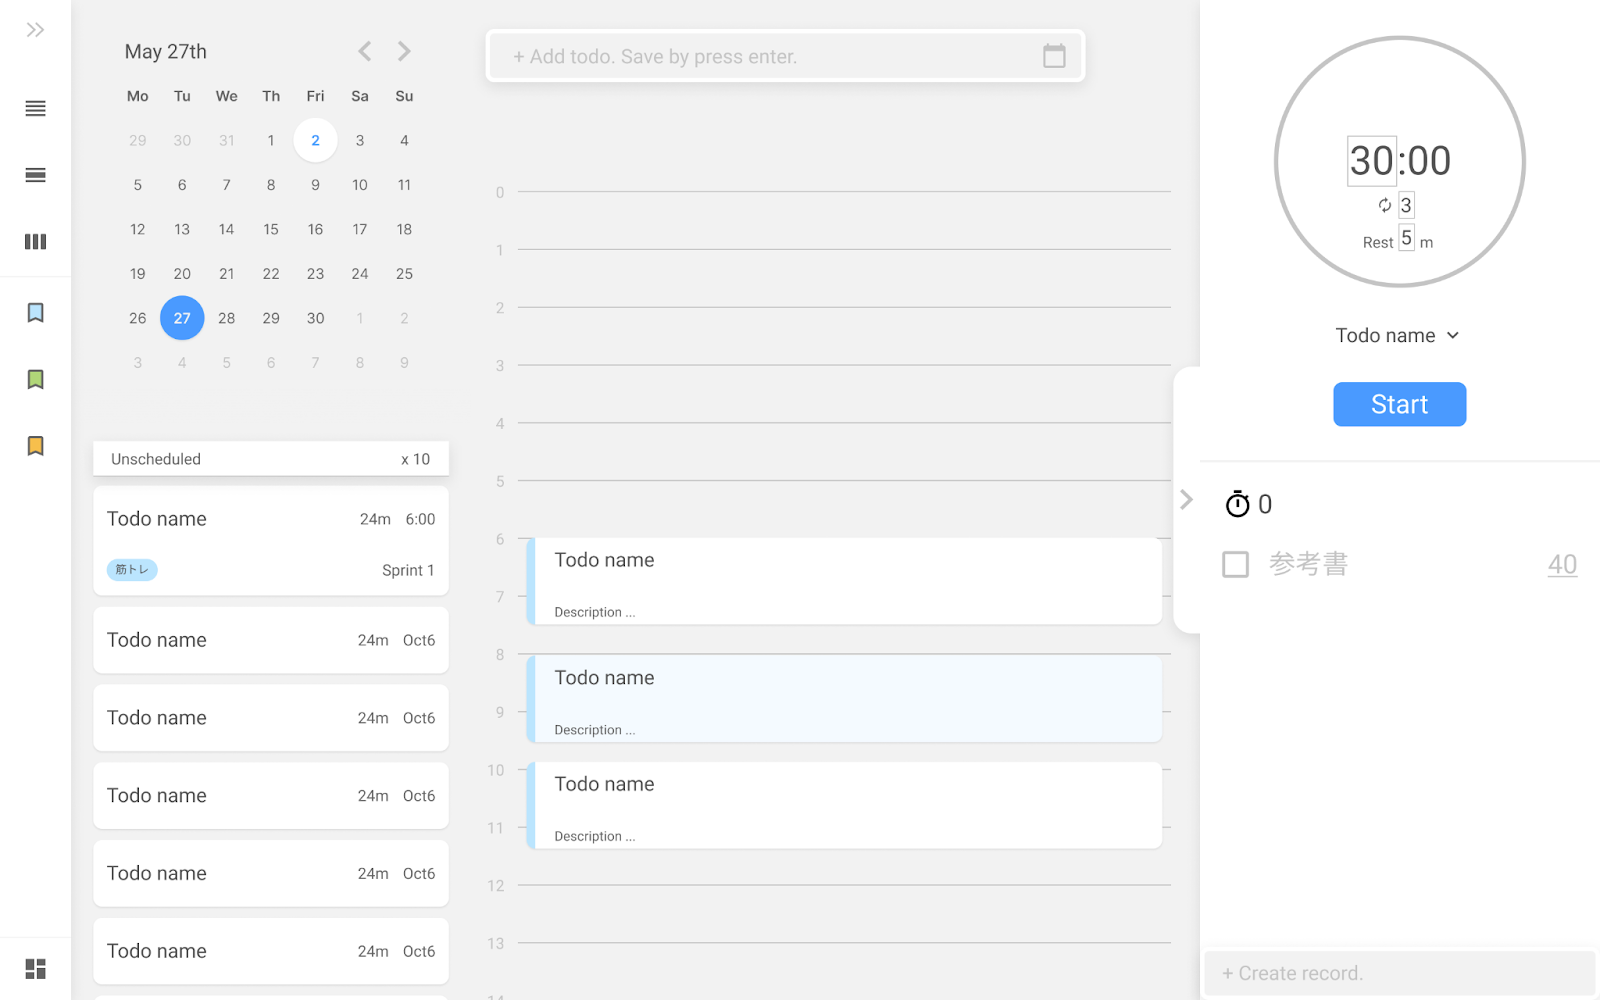 May 27th
Mo Tu We Th Fri Sa Su
29 30 31 1 2 3 4
5 6 7 8 9 10 11
12 13 14 15 16 17 18
19 20 21 22 23 24 25
26 27 28 29 30 1 2
3 4 5 6 7 8 9
Unscheduled x 10
Todo name 24m 6:00
筋トレ Sprint 1
Todo name 24m Oct6
Todo name 24m Oct6
Todo name 24m Oct6
Todo name 24m Oct6
Todo name 24m Oct6
+ Add todo. Save by press enter.
0
1
2
3
4
5
6
Todo name
7
Description ...
8
Todo name
9
Description ...
10
Todo name
11
Description ...
12
13
14
30:00
3
Rest 5 m
Todo name
Start
0
参考書 40
+ Create record.